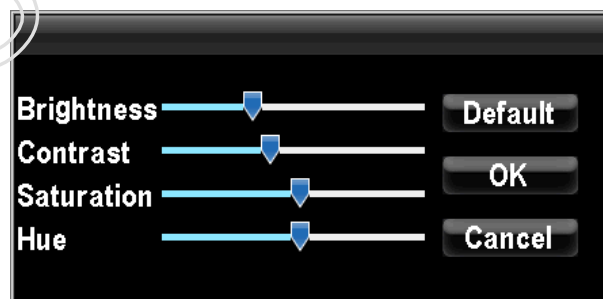 Brightness
Default
Contrast
OK
Saturation
Hue
Cancel